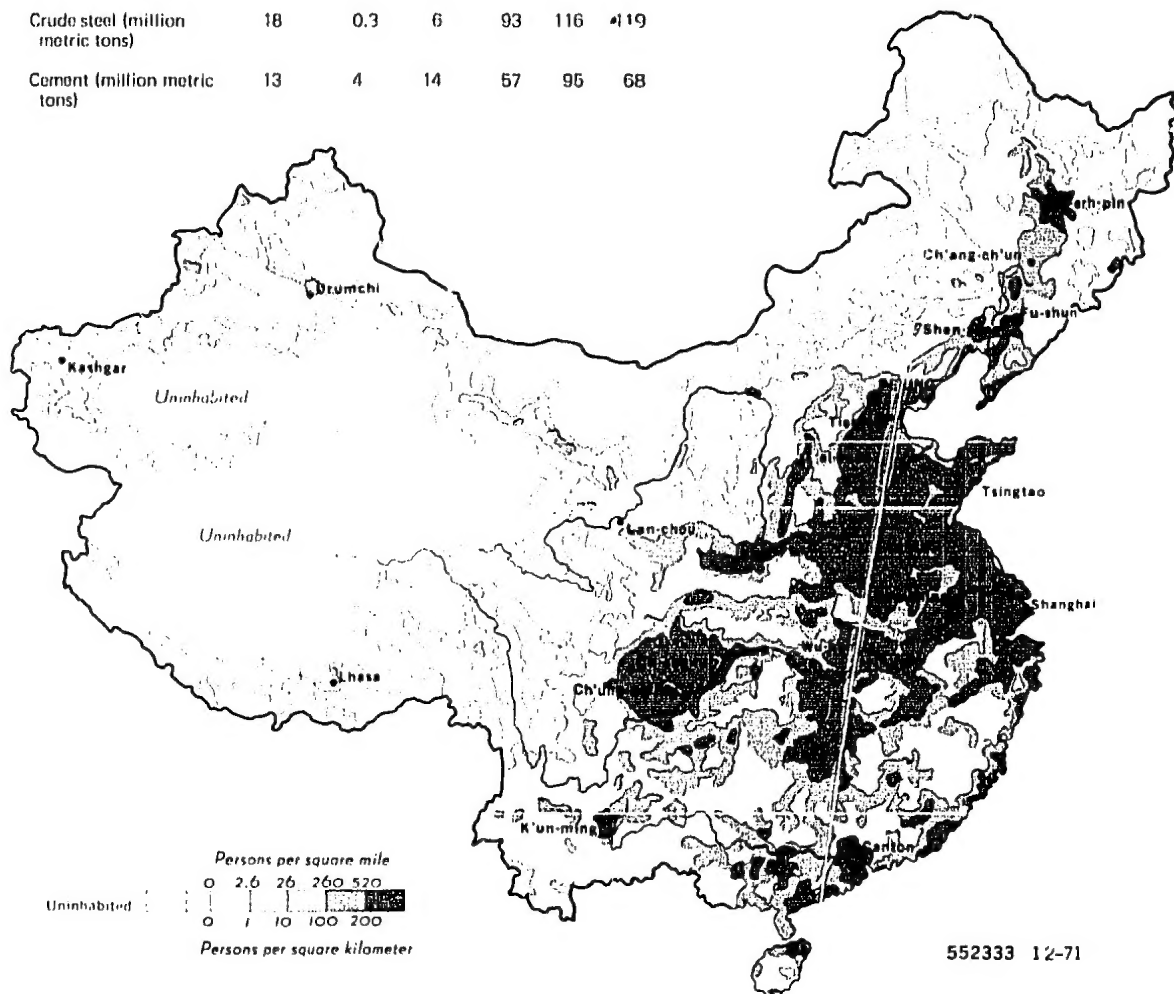 Crude steel (million metric tons) 18 0.3 6 93 116 119
Cement (million metric tons) 13 4 14 57 95 68
Urumchi
Kashgar
Uninhabited
Uninhabited
Lhasa
Lan-chou
Ch'ang-ch'un
Fu-shun
Tsingtao
Shanghai
K'un-ming
Canton
Persons per square mile
0 2.6 26 260 520
Uninhabited
0 1 10 100 200
Persons per square kilometer
552333 12-71